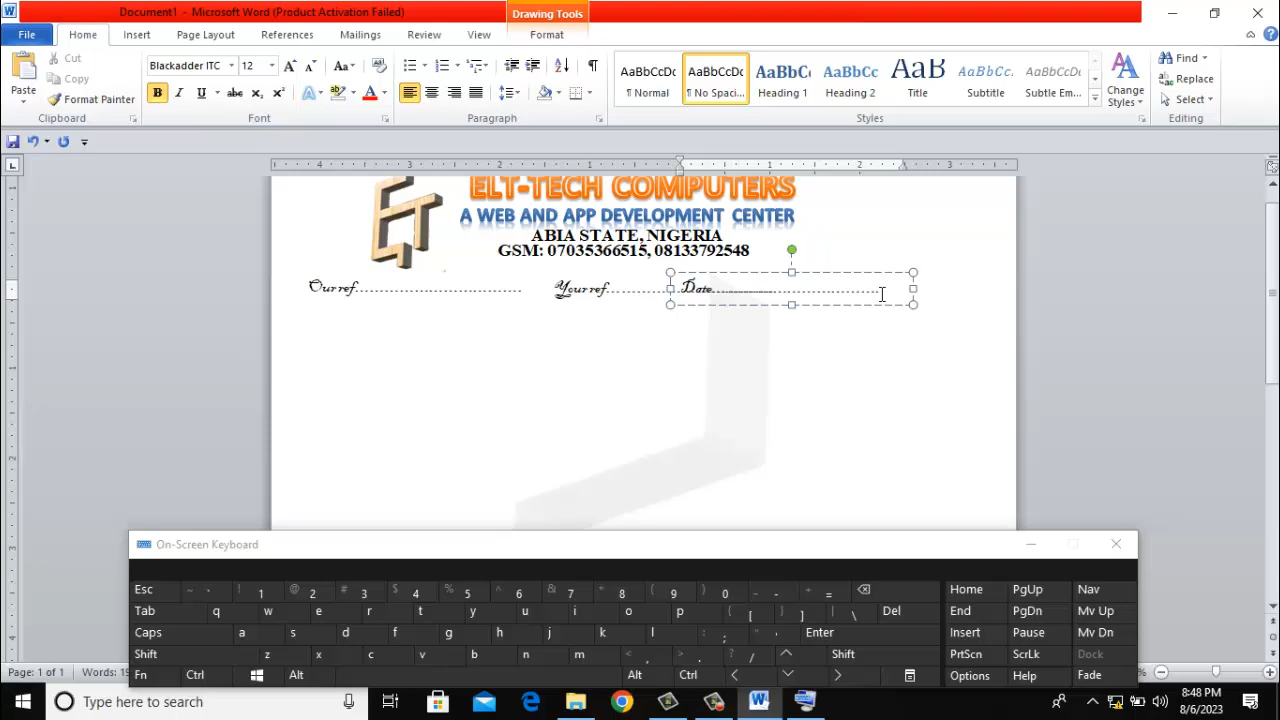 Document1 - Microsoft Word (Product Activation Failed)
Drawing Tools
File Home Insert Page Layout References Mailings Review View Format
Paste
Cut
Copy
Format Painter
Clipboard
Blackadder ITC 12
Font
Paragraph
AaBbCcDc AaBbCcDc AaBbCc AaBbCc AaB AaBbCc. AaBbCcDc
¶ Normal ¶ No Spaci... Heading 1 Heading 2 Title Subtitle Subtle Em...
Change Styles
Styles
Find
Replace
Select
Editing
ELT-TECH COMPUTERS
A WEB AND APP DEVELOPMENT CENTER
ABIA STATE, NIGERIA
GSM: 07035366515, 08133792548
Our ref
Your ref
Date
On-Screen Keyboard
Esc ~ ` ! 1 @ 2 # 3 $ 4 % 5 ^ 6 & 7 * 8 ( 9 ) 0 _ - + = Home PgUp Nav
Tab q w e r t y u i o p { [ } ] | \ Del End PgDn Mv Up
Caps a s d f g h j k l : ; " ' Enter Insert Pause Mv Dn
Shift z x c v b n m < , > . ? / Shift PrtScn ScrLk Dock
Fn Ctrl Alt Alt Ctrl Options Help Fade
Page: 1 of 1 Words: 19
Type here to search
8:48 PM
8/6/2023